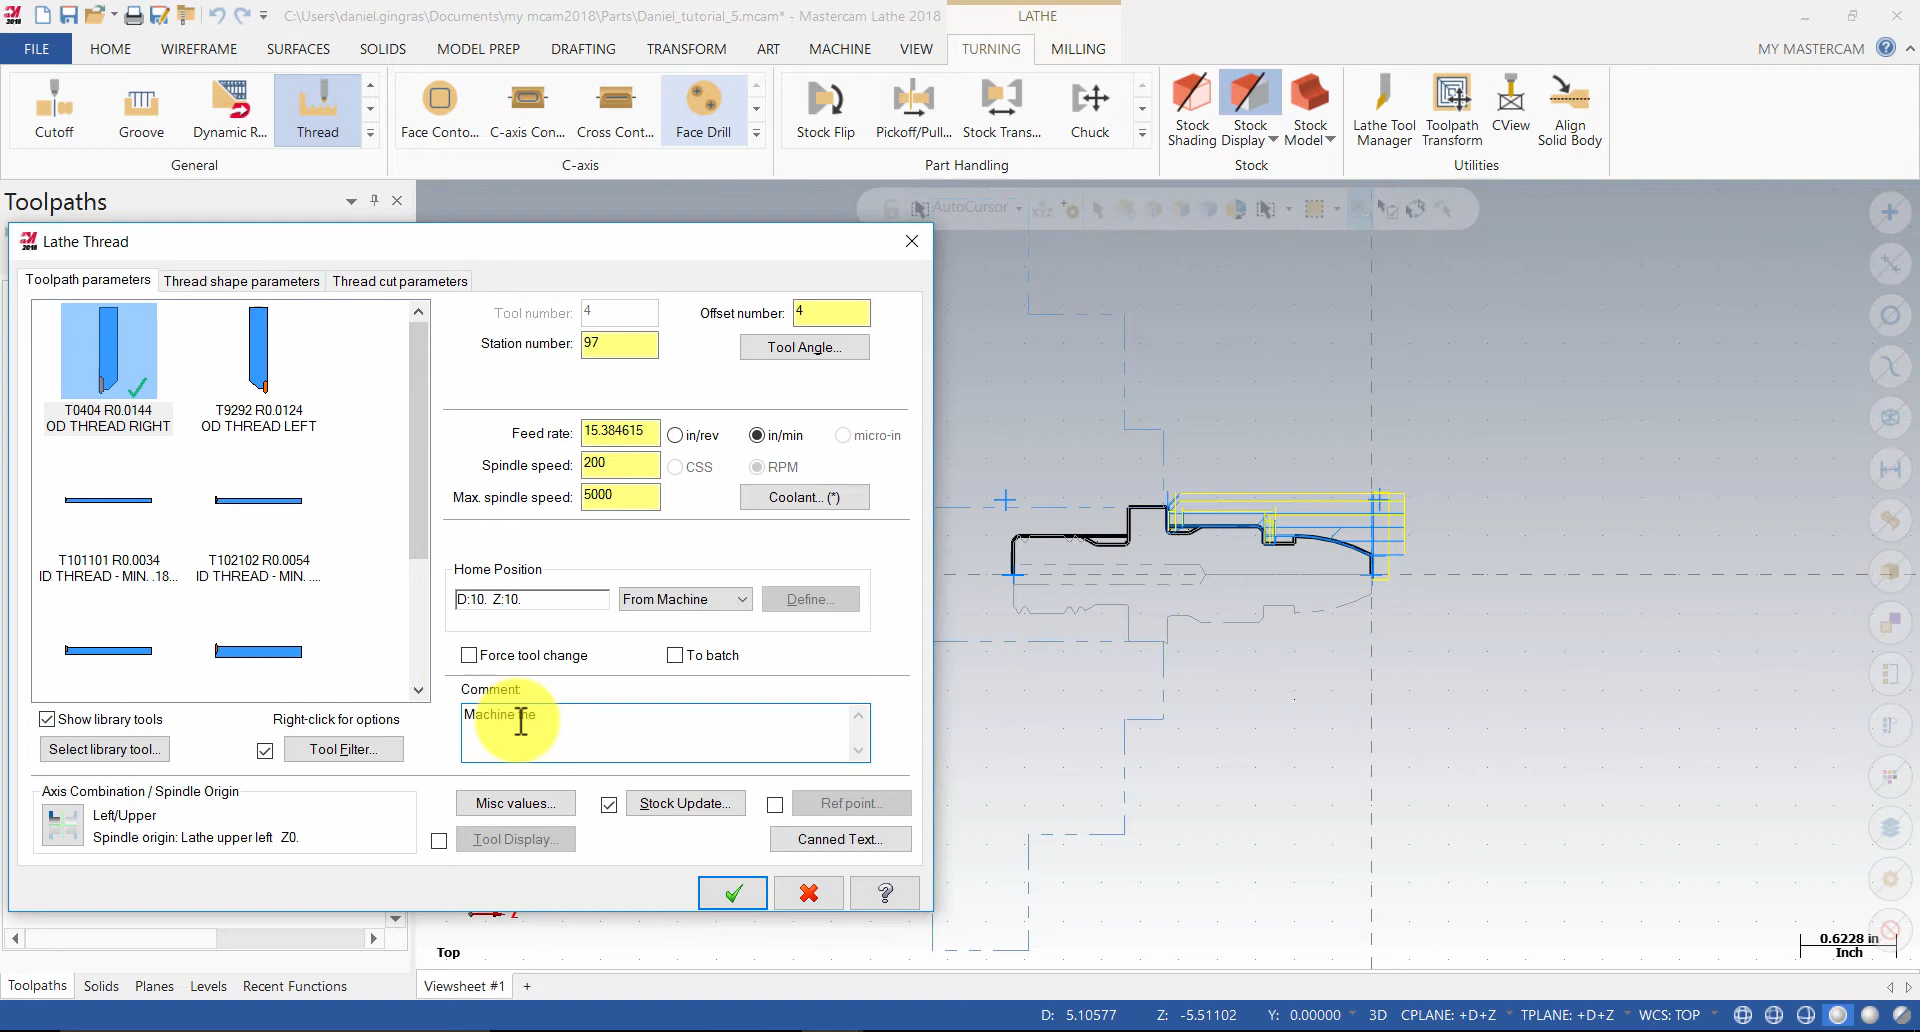 C:\Users\daniel.gingras\Documents\my mcam2018\Parts\Daniel_tutorial_5.mcam* - Mastercam Lathe 2018
LATHE
FILE
HOME
WIREFRAME
SURFACES
SOLIDS
MODEL PREP
DRAFTING
TRANSFORM
ART
MACHINE
VIEW
TURNING
MILLING
MY MASTERCAM
Cutoff
Groove
Dynamic R...
Thread
Face Conto...
C-axis Con...
Cross Cont...
Face Drill
Stock Flip
Pickoff/Pull...
Stock Trans...
Chuck
Stock Shading
Stock Display
Stock Model
Lathe Tool Manager
Toolpath Transform
CView
Align Solid Body
General
C-axis
Part Handling
Stock
Utilities
Toolpaths
AutoCursor
Lathe Thread
Toolpath parameters
Thread shape parameters
Thread cut parameters
T0404 R0.0144
OD THREAD RIGHT
T9292 R0.0124
OD THREAD LEFT
T101101 R0.0034
ID THREAD - MIN. .18...
T102102 R0.0054
ID THREAD - MIN. ....
Tool number: 4
Offset number: 4
Station number: 97
Tool Angle...
Feed rate: 15.384615
in/rev
in/min
micro-in
Spindle speed: 200
CSS
RPM
Max. spindle speed: 5000
Coolant... (*)
Home Position
D:10. Z:10.
From Machine
Define...
Force tool change
To batch
Comment:
Machine the
Show library tools
Right-click for options
Select library tool...
Tool Filter...
Axis Combination / Spindle Origin
Left/Upper
Spindle origin: Lathe upper left Z0.
Misc values...
Stock Update...
Ref point...
Tool Display...
Canned Text...
Z
Top
0.6228 in
Inch
Toolpaths
Solids
Planes
Levels
Recent Functions
Viewsheet #1
+
D: 5.10577
Z: -5.51102
Y: 0.00000
3D
CPLANE: +D+Z
TPLANE: +D+Z
WCS: TOP